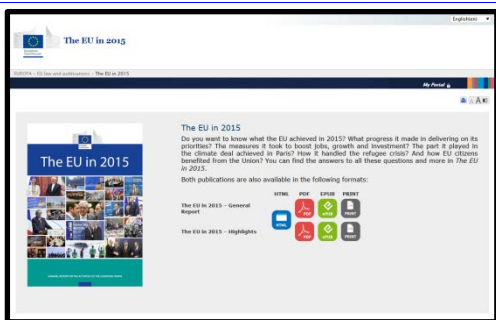 English(en)
The EU in 2015
European
Commission
EUROPA › EU law and publications › The EU in 2015
My Portal
A A
The EU in 2015
Do you want to know what the EU achieved in 2015? What progress it made in delivering on its
priorities? The measures it took to boost jobs, growth and investment? The part it played in
the climate deal achieved in Paris? How it handled the refugee crisis? And how EU citizens
benefited from the Union? You can find the answers to all these questions and more in The EU
in 2015.
Both publications are also available in the following formats:
HTML PDF EPUB PRINT
The EU in 2015 – General
Report
HTML PDF ePUB PRINT
The EU in 2015 – Highlights
PDF ePUB PRINT
The EU in 2015